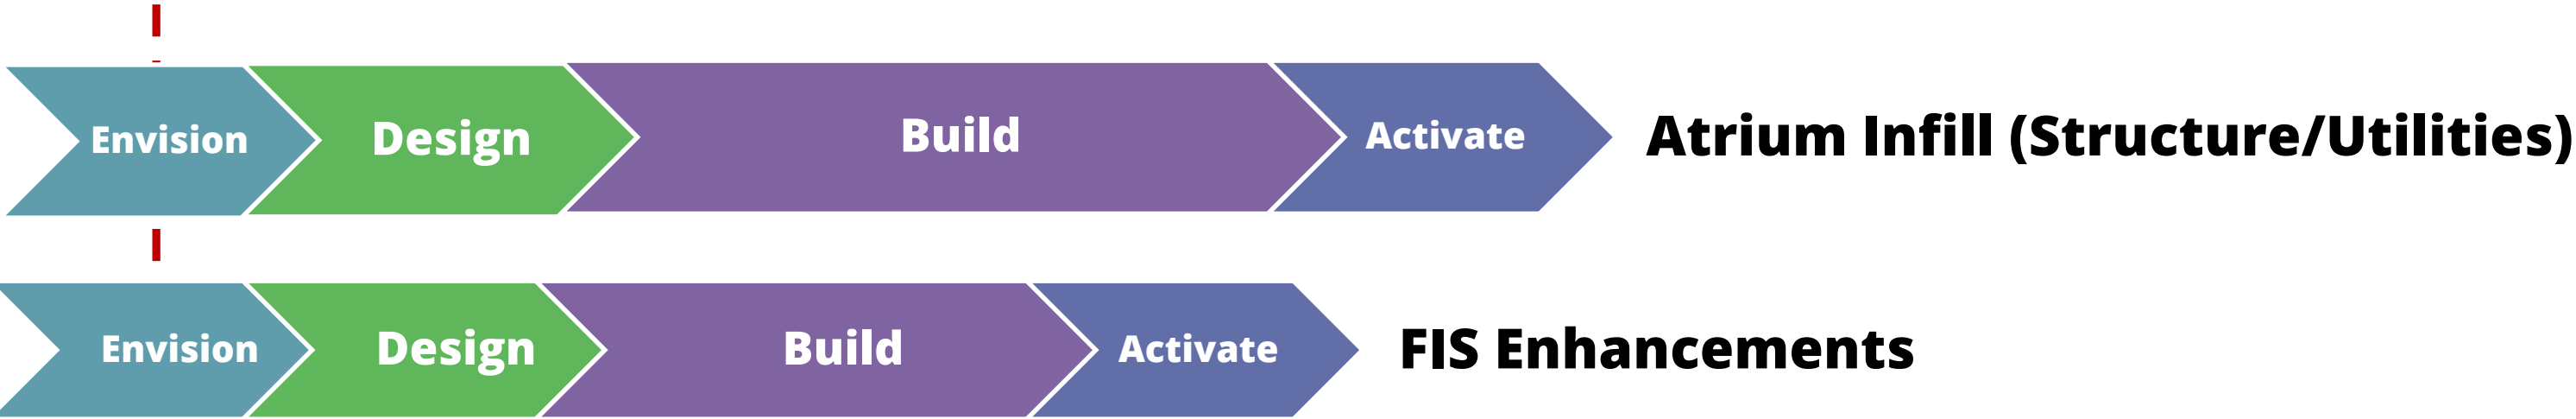 Envision Design Build Activate Atrium Infill (Structure/Utilities)
Envision Design Build Activate FIS Enhancements